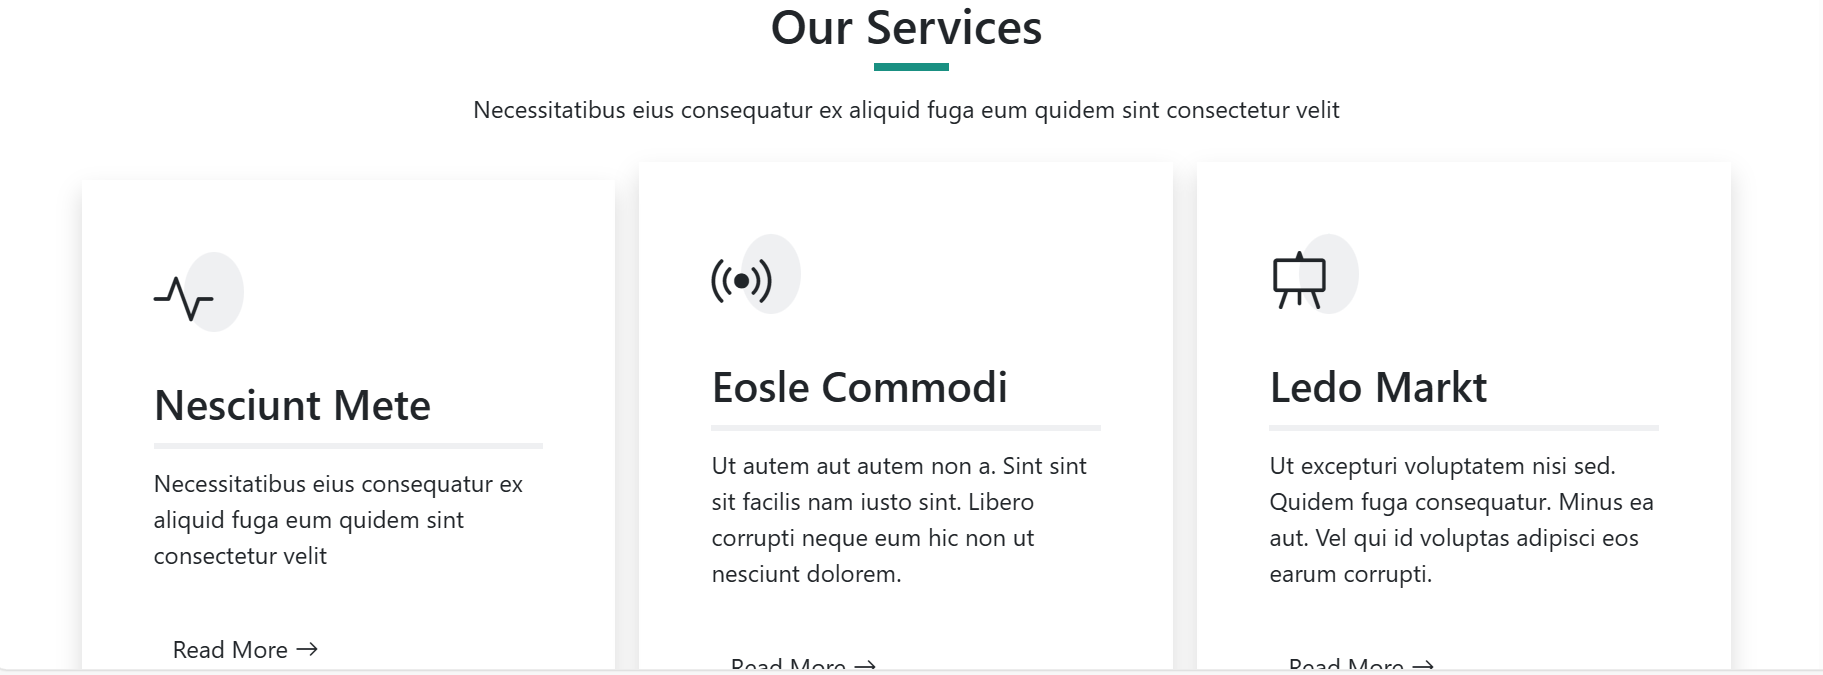 Our Services
Necessitatibus eius consequatur ex aliquid fuga eum quidem sint consectetur velit
Nesciunt Mete
Necessitatibus eius consequatur ex
aliquid fuga eum quidem sint
consectetur velit
Read More →
Eosle Commodi
Ut autem aut autem non a. Sint sint
sit facilis nam iusto sint. Libero
corrupti neque eum hic non ut
nesciunt dolorem.
Read More →
Ledo Markt
Ut excepturi voluptatem nisi sed.
Quidem fuga consequatur. Minus ea
aut. Vel qui id voluptas adipisci eos
earum corrupti.
Read More →